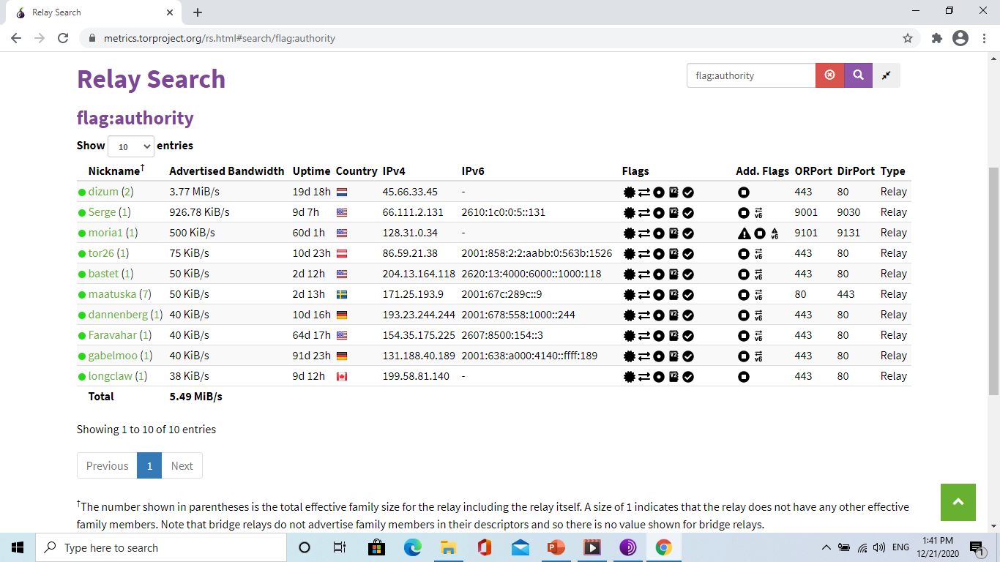 Relay Search
metrics.torproject.org/rs.html#search/flag:authority
Relay Search
flag:authority
flag:authority
Show 10 entries
Nickname† Advertised Bandwidth Uptime Country IPv4 IPv6 Flags Add. Flags ORPort DirPort Type
dizum (2) 3.77 MiB/s 19d 18h 45.66.33.45 - V2 443 80 Relay
Serge (1) 926.78 KiB/s 9d 7h 66.111.2.131 2610:1c0:0:5::131 V2 v6 9001 9030 Relay
moria1 (1) 500 KiB/s 60d 1h 128.31.0.34 - V2 v6 9101 9131 Relay
tor26 (1) 75 KiB/s 10d 23h 86.59.21.38 2001:858:2:2:aabb:0:563b:1526 V2 v6 443 80 Relay
bastet (1) 50 KiB/s 2d 12h 204.13.164.118 2620:13:4000:6000::1000:118 V2 v6 443 80 Relay
maatuska (7) 50 KiB/s 2d 13h 171.25.193.9 2001:67c:289c::9 V2 v6 80 443 Relay
dannenberg (1) 40 KiB/s 10d 16h 193.23.244.244 2001:678:558:1000::244 V2 v6 443 80 Relay
Faravahar (1) 40 KiB/s 64d 17h 154.35.175.225 2607:8500:154::3 V2 v6 443 80 Relay
gabelmoo (1) 40 KiB/s 91d 23h 131.188.40.189 2001:638:a000:4140::ffff:189 V2 v6 443 80 Relay
longclaw (1) 38 KiB/s 9d 12h 199.58.81.140 - V2 443 80 Relay
Total 5.49 MiB/s
Showing 1 to 10 of 10 entries
Previous 1 Next
†The number shown in parentheses is the total effective family size for the relay including the relay itself. A size of 1 indicates that the relay does not have any other effective
family members. Note that bridge relays do not advertise family members in their descriptors and so there is no value shown for bridge relays.
Type here to search
ENG
1:41 PM
12/21/2020
1